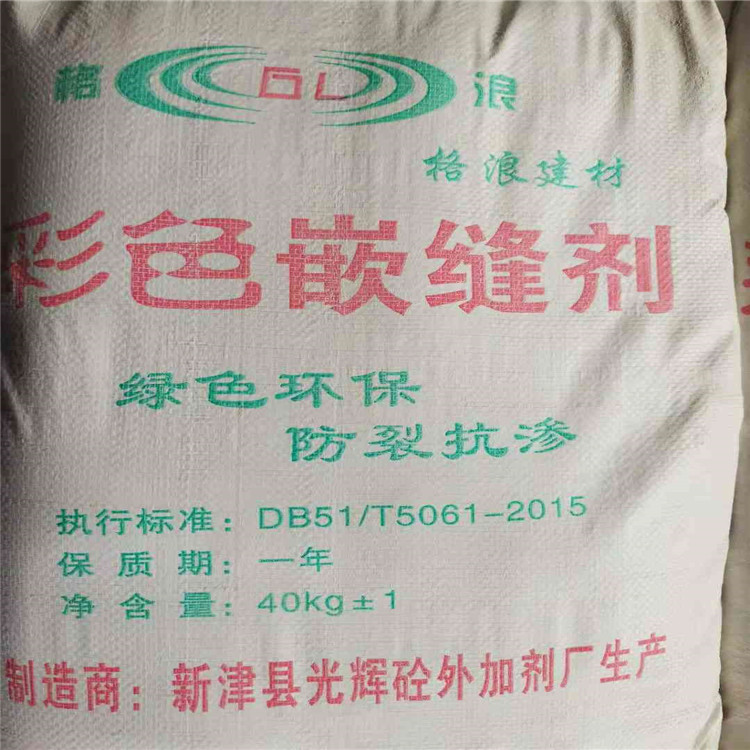 格 GL 浪
格浪建材
彩色嵌缝剂
绿色环保
防裂抗渗
执行标准：DB51/T5061-2015
保质期：一年
净含量：40kg±1
制造商：新津县光辉砼外加剂厂生产